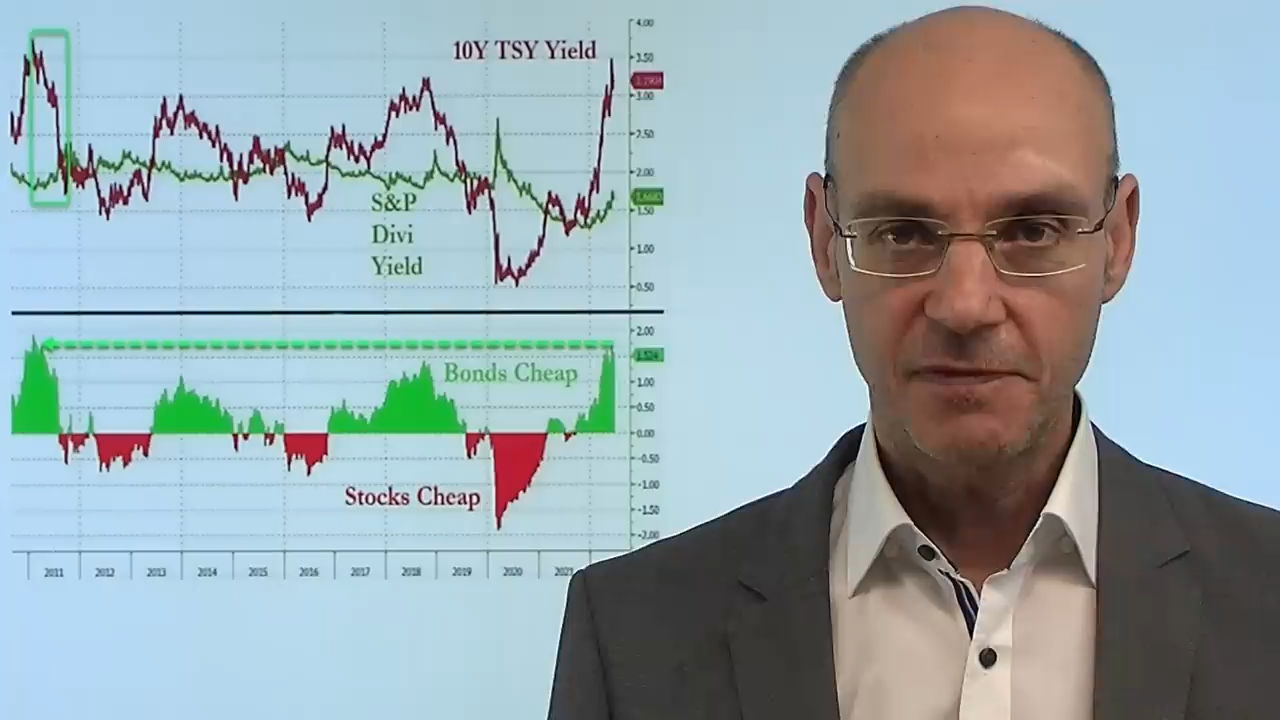 4.00
10Y TSY Yield
3.50
3.00
2.50
2.00
S&P
Divi
Yield
1.50
1.00
0.50
2.00
Bonds Cheap
1.00
0.50
0.00
-0.50
Stocks Cheap
-1.00
-1.50
-2.00
2011 2012 2013 2014 2015 2016 2017 2018 2019 2020 2021